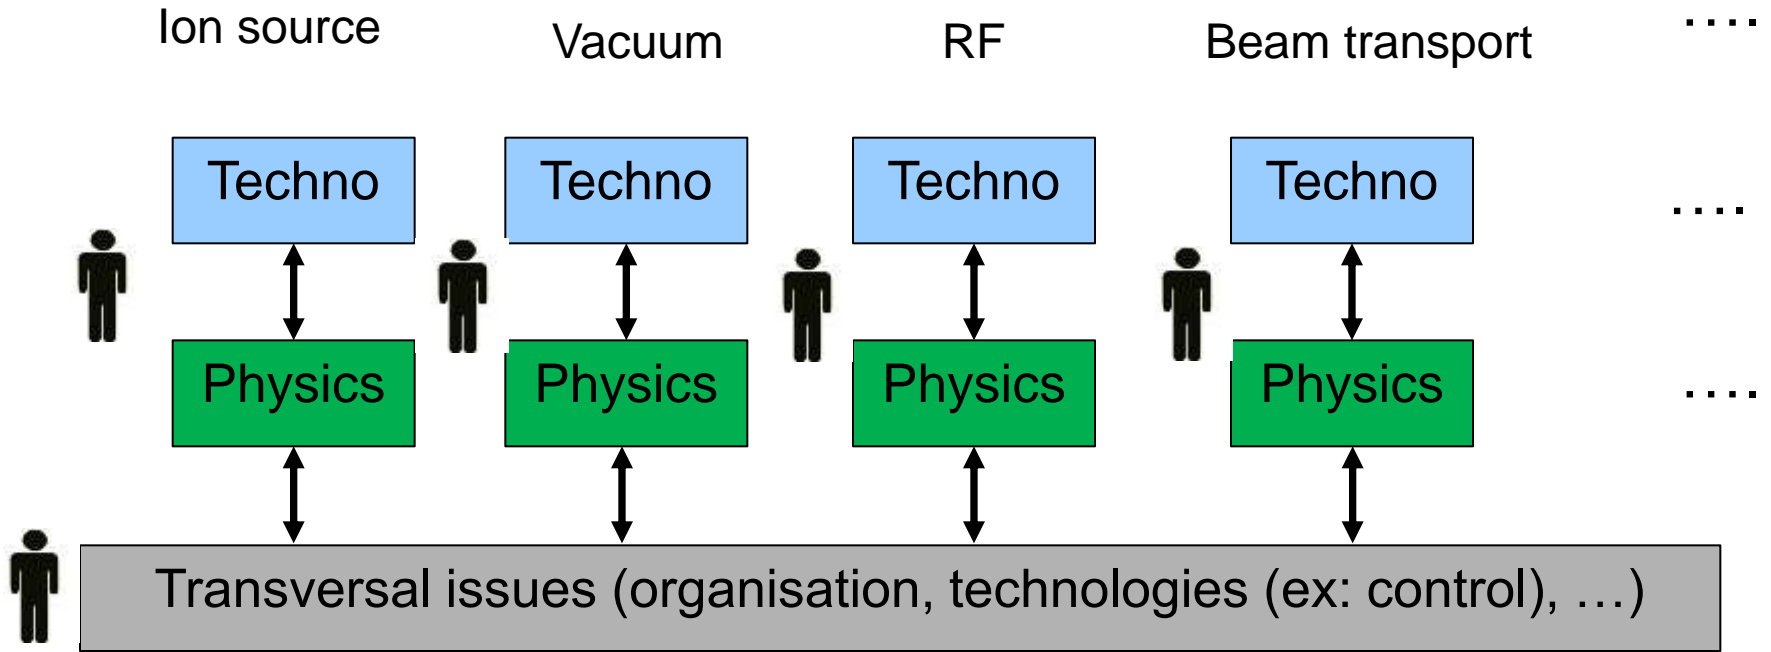 Ion source
Vacuum
RF
Beam transport
....
Techno
Techno
Techno
Techno
....
Physics
Physics
Physics
Physics
....
Transversal issues (organisation, technologies (ex: control), …)